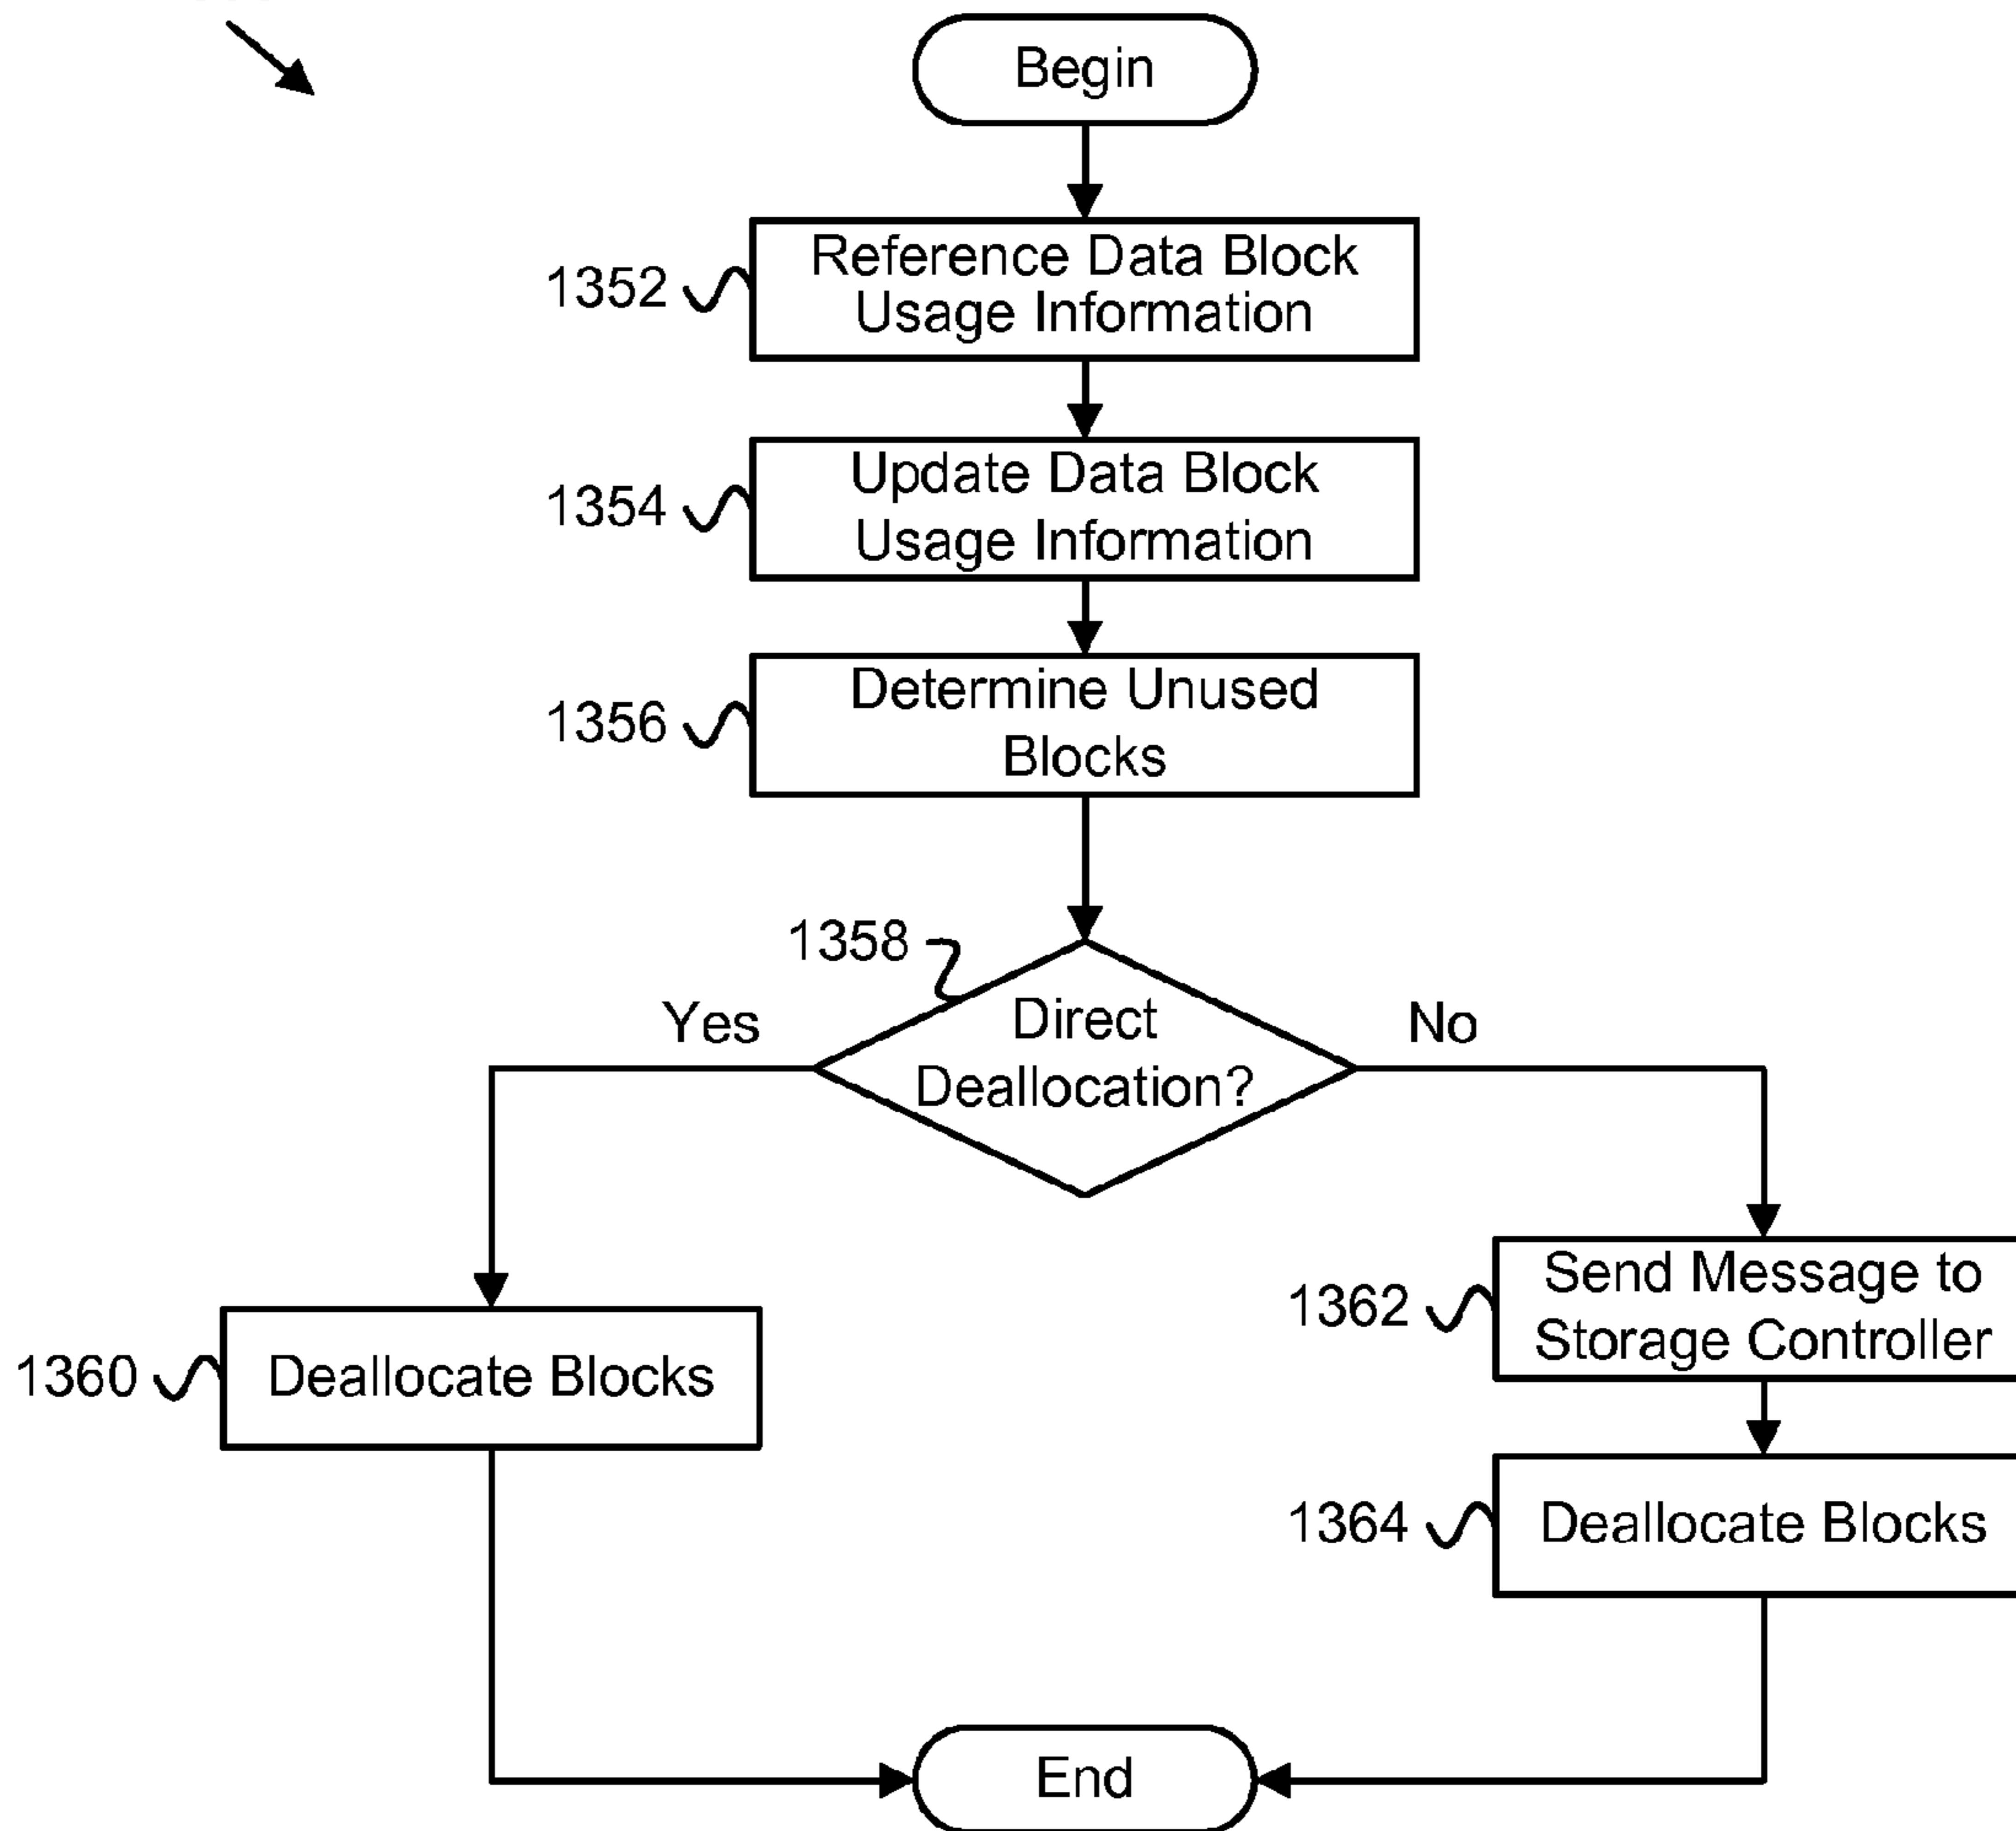 Begin
1352
Reference Data Block
Usage Information
1354
Update Data Block
Usage Information
1356
Determine Unused
Blocks
1358
Direct
Deallocation?
Yes
No
1362
Send Message to
Storage Controller
1360
Deallocate Blocks
1364
Deallocate Blocks
End